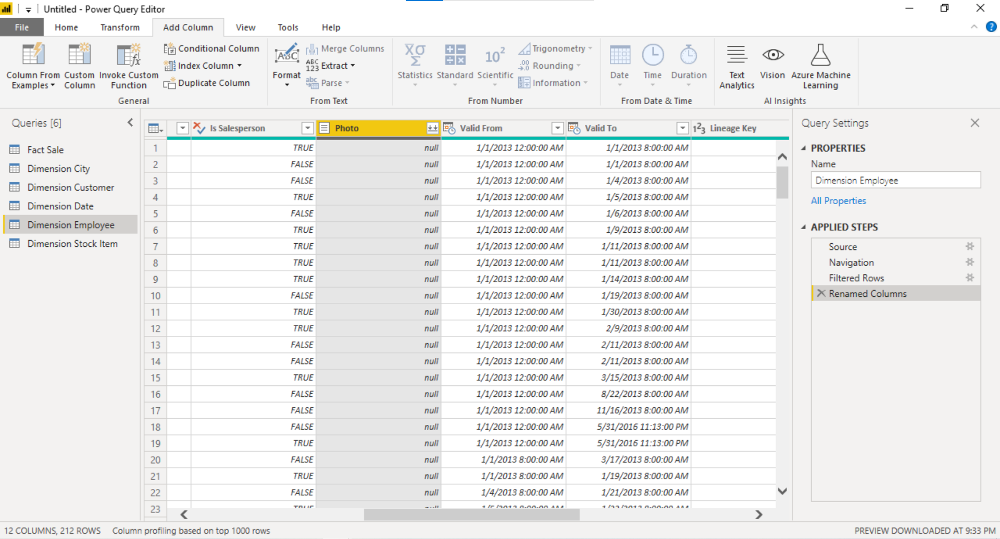 Untitled - Power Query Editor
File Home Transform Add Column View Tools Help
Column From Examples
Custom Column
Invoke Custom Function
Conditional Column
Index Column
Duplicate Column
General
ABC
Format
Merge Columns
ABC 123 Extract
abc Parse
From Text
Statistics
Standard
10² Scientific
Trigonometry
.00 Rounding
Information
From Number
Date
Time
Duration
From Date & Time
Text Analytics
Vision
Azure Machine Learning
AI Insights
Queries [6]
Fact Sale
Dimension City
Dimension Customer
Dimension Date
Dimension Employee
Dimension Stock Item
Is Salesperson Photo Valid From Valid To 123 Lineage Key
1 TRUE null 1/1/2013 12:00:00 AM 1/1/2013 8:00:00 AM
2 FALSE null 1/1/2013 12:00:00 AM 1/1/2013 8:00:00 AM
3 FALSE null 1/1/2013 12:00:00 AM 1/4/2013 8:00:00 AM
4 TRUE null 1/1/2013 12:00:00 AM 1/5/2013 8:00:00 AM
5 FALSE null 1/1/2013 12:00:00 AM 1/6/2013 8:00:00 AM
6 TRUE null 1/1/2013 12:00:00 AM 1/9/2013 8:00:00 AM
7 TRUE null 1/1/2013 12:00:00 AM 1/11/2013 8:00:00 AM
8 TRUE null 1/1/2013 12:00:00 AM 1/11/2013 8:00:00 AM
9 TRUE null 1/1/2013 12:00:00 AM 1/14/2013 8:00:00 AM
10 FALSE null 1/1/2013 12:00:00 AM 1/19/2013 8:00:00 AM
11 TRUE null 1/1/2013 12:00:00 AM 1/30/2013 8:00:00 AM
12 TRUE null 1/1/2013 12:00:00 AM 2/9/2013 8:00:00 AM
13 FALSE null 1/1/2013 12:00:00 AM 2/11/2013 8:00:00 AM
14 FALSE null 1/1/2013 12:00:00 AM 2/11/2013 8:00:00 AM
15 TRUE null 1/1/2013 12:00:00 AM 3/15/2013 8:00:00 AM
16 FALSE null 1/1/2013 12:00:00 AM 8/22/2013 8:00:00 AM
17 FALSE null 1/1/2013 12:00:00 AM 11/16/2013 8:00:00 AM
18 FALSE null 1/1/2013 12:00:00 AM 5/31/2016 11:13:00 PM
19 TRUE null 1/1/2013 12:00:00 AM 5/31/2016 11:13:00 PM
20 FALSE null 1/1/2013 8:00:00 AM 3/17/2013 8:00:00 AM
21 TRUE null 1/1/2013 8:00:00 AM 1/19/2013 8:00:00 AM
22 FALSE null 1/4/2013 8:00:00 AM 1/21/2013 8:00:00 AM
23
Query Settings
PROPERTIES
Name
Dimension Employee
All Properties
APPLIED STEPS
Source
Navigation
Filtered Rows
Renamed Columns
12 COLUMNS, 212 ROWS Column profiling based on top 1000 rows PREVIEW DOWNLOADED AT 9:33 PM